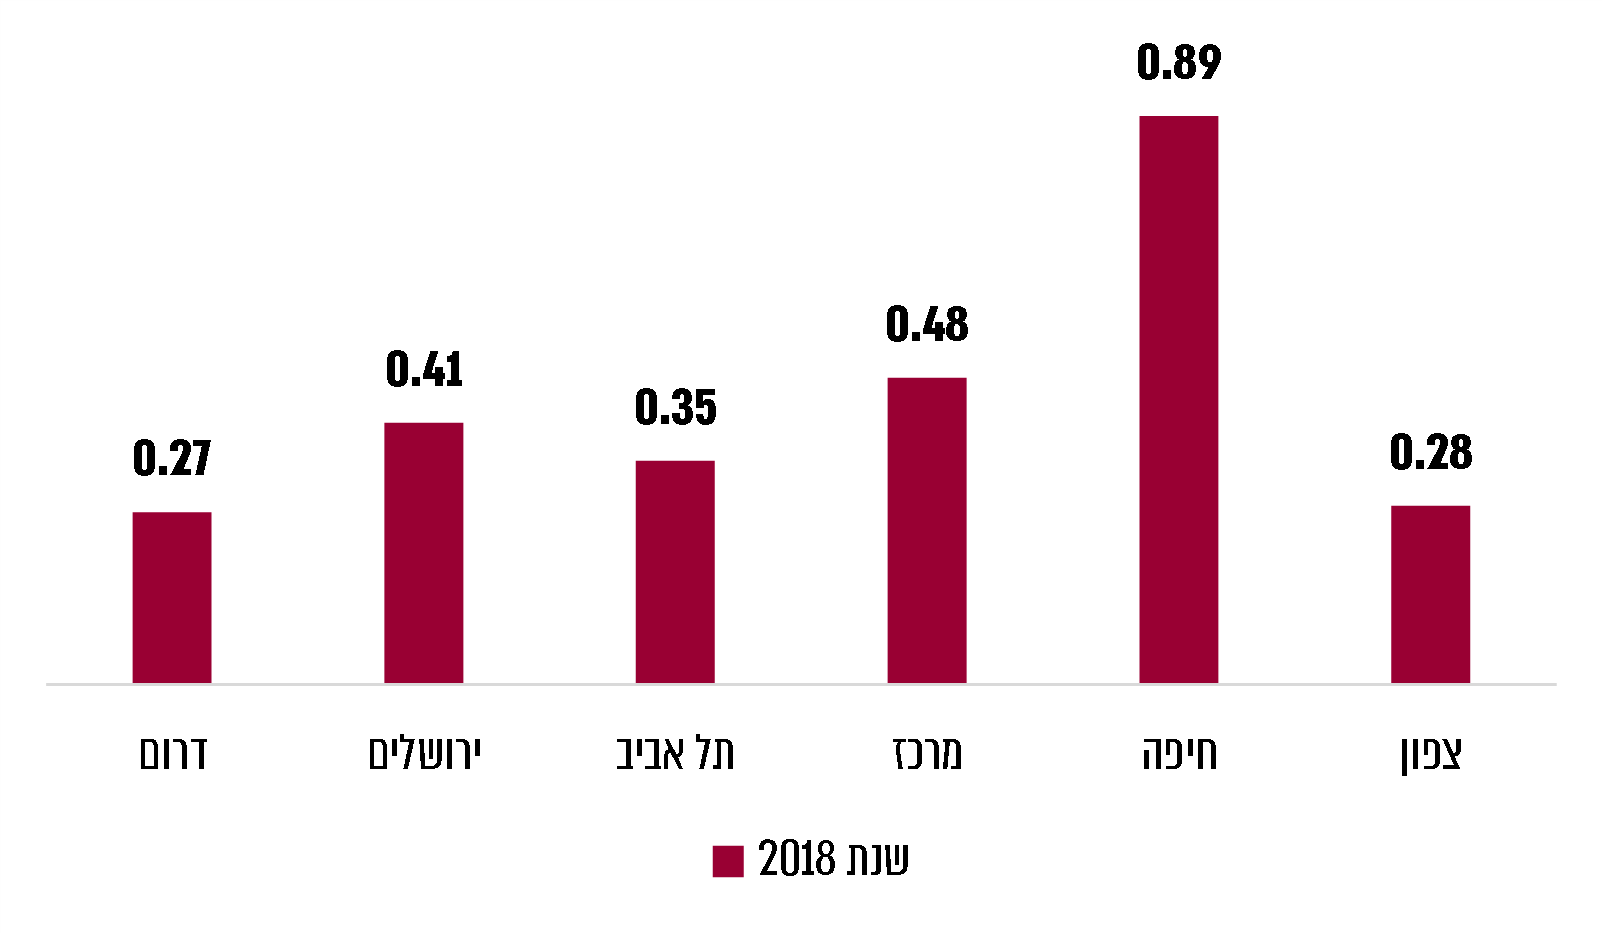 0.89
0.48
0.41
0.35
0.28
0.27
צפון
חיפה
מרכז
תל אביב
ירושלים
דרום
שנת 2018